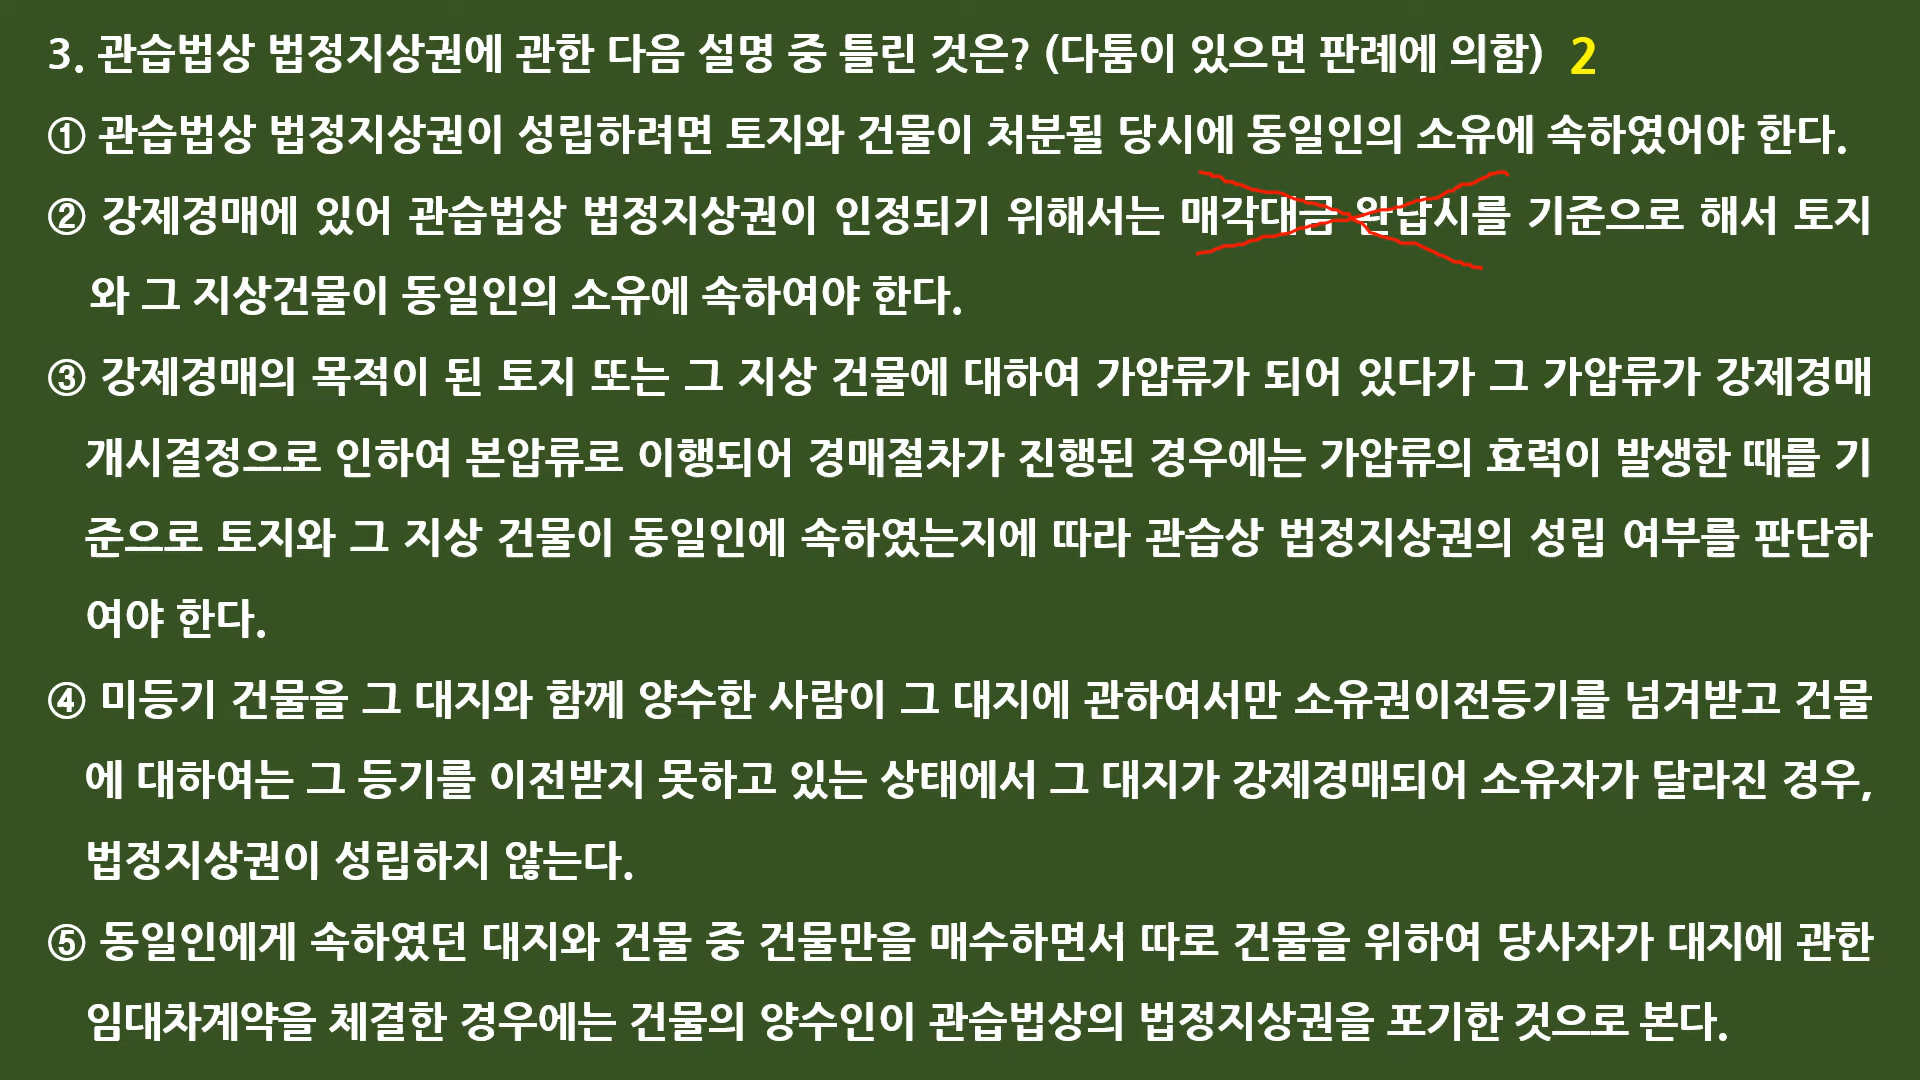 3. 관습법상 법정지상권에 관한 다음 설명 중 틀린 것은? (다툼이 있으면 판례에 의함) 2
① 관습법상 법정지상권이 성립하려면 토지와 건물이 처분될 당시에 동일인의 소유에 속하였어야 한다.
② 강제경매에 있어 관습법상 법정지상권이 인정되기 위해서는 매각대금 완납시를 기준으로 해서 토지
와 그 지상건물이 동일인의 소유에 속하여야 한다.
③ 강제경매의 목적이 된 토지 또는 그 지상 건물에 대하여 가압류가 되어 있다가 그 가압류가 강제경매
개시결정으로 인하여 본압류로 이행되어 경매절차가 진행된 경우에는 가압류의 효력이 발생한 때를 기
준으로 토지와 그 지상 건물이 동일인에 속하였는지에 따라 관습상 법정지상권의 성립 여부를 판단하
여야 한다.
④ 미등기 건물을 그 대지와 함께 양수한 사람이 그 대지에 관하여서만 소유권이전등기를 넘겨받고 건물
에 대하여는 그 등기를 이전받지 못하고 있는 상태에서 그 대지가 강제경매되어 소유자가 달라진 경우,
법정지상권이 성립하지 않는다.
⑤ 동일인에게 속하였던 대지와 건물 중 건물만을 매수하면서 따로 건물을 위하여 당사자가 대지에 관한
임대차계약을 체결한 경우에는 건물의 양수인이 관습법상의 법정지상권을 포기한 것으로 본다.